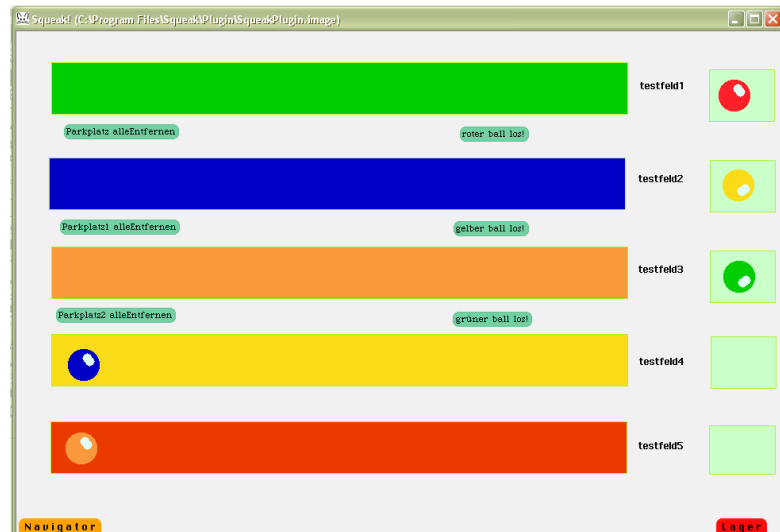 Squeak! (C:\Program Files\Squeak\Plugin\SqueakPlugin.image)
testfeld1
Parkplatz alleEntfernen
roter ball los!
testfeld2
Parkplatz1 alleEntfernen
gelber ball los!
testfeld3
Parkplatz2 alleEntfernen
grüner ball los!
testfeld4
testfeld5
Navigator
Lager